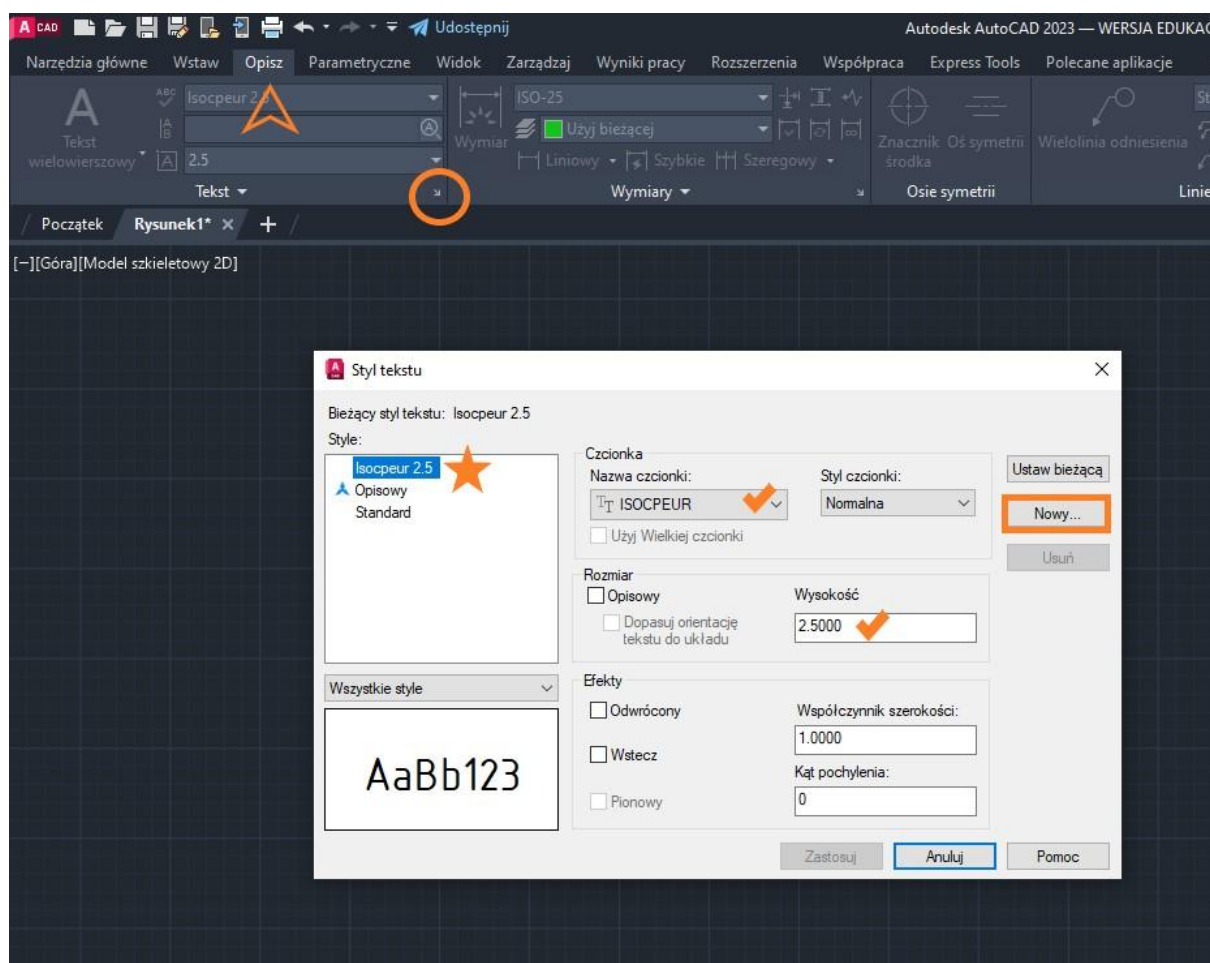 A CAD Udostępnij Autodesk AutoCAD 2023 — WERSJA EDUKAC
Narzędzia główne Wstaw Opisz Parametryczne Widok Zarządzaj Wyniki pracy Rozszerzenia Współpraca Express Tools Polecane aplikacje
A ABC Isocpeur 2.5 ISO-25 St
Tekst wielowierszowy Wymiar Użyj bieżącej Znacznik środka Oś symetrii Wielolinia odniesienia
2.5 Liniowy Szybkie Szeregowy
Tekst Wymiary Osie symetrii Linie
Początek Rysunek1* × +
[−][Góra][Model szkieletowy 2D]
Styl tekstu
Bieżący styl tekstu: Isocpeur 2.5
Style:
Isocpeur 2.5
Opisowy
Standard
Wszystkie style
AaBb123
Czcionka
Nazwa czcionki: Styl czcionki:
ISOCPEUR Normalna
Użyj Wielkiej czcionki
Rozmiar
Opisowy Wysokość
Dopasuj orientację 2.5000
tekstu do układu
Efekty
Odwrócony Współczynnik szerokości:
1.0000
Wstecz
Kąt pochylenia:
Pionowy 0
Ustaw bieżącą
Nowy...
Usuń
Zastosuj Anuluj Pomoc